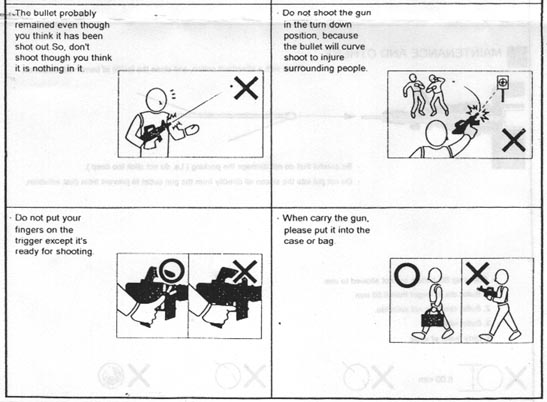 · The bullet probably
remained even though
you think it has been
shot out So, don't
shoot though you think
it is nothing in it.
· Do not shoot the gun
in the turn down
position, because
the bullet will curve
shoot to injure
surrounding people.
· Do not put your
fingers on the
trigger except it's
ready for shooting.
· When carry the gun,
please put it into the
case or bag.